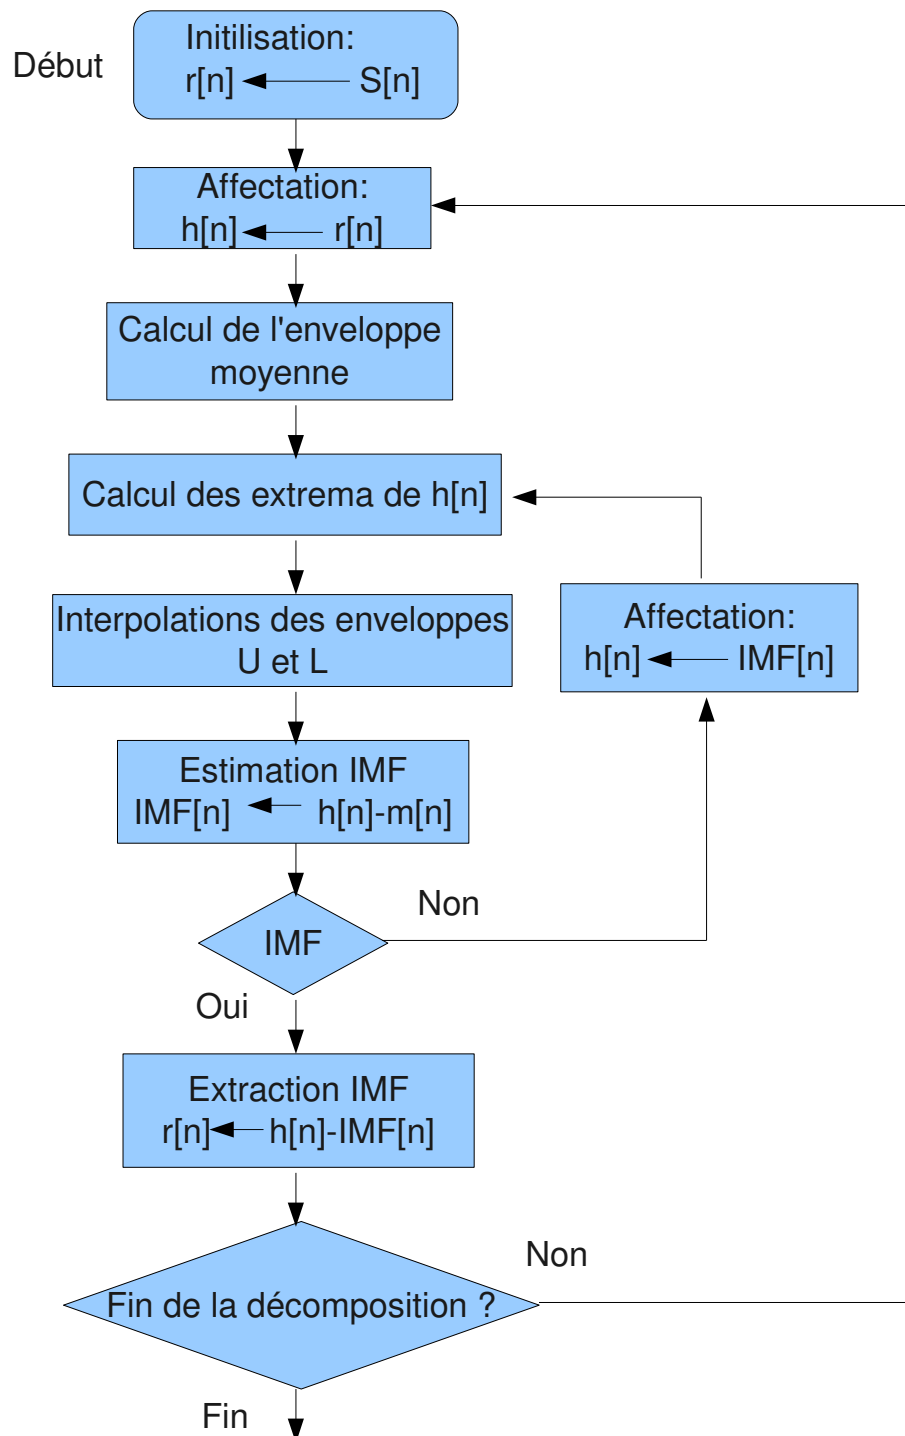 Début
Initilisation:
r[n] ← S[n]
Affectation:
h[n] ← r[n]
Calcul de l'enveloppe
moyenne
Calcul des extrema de h[n]
Interpolations des enveloppes
U et L
Affectation:
h[n] ← IMF[n]
Estimation IMF
IMF[n] ← h[n]-m[n]
Non
IMF
Oui
Extraction IMF
r[n] ← h[n]-IMF[n]
Non
Fin de la décomposition ?
Fin